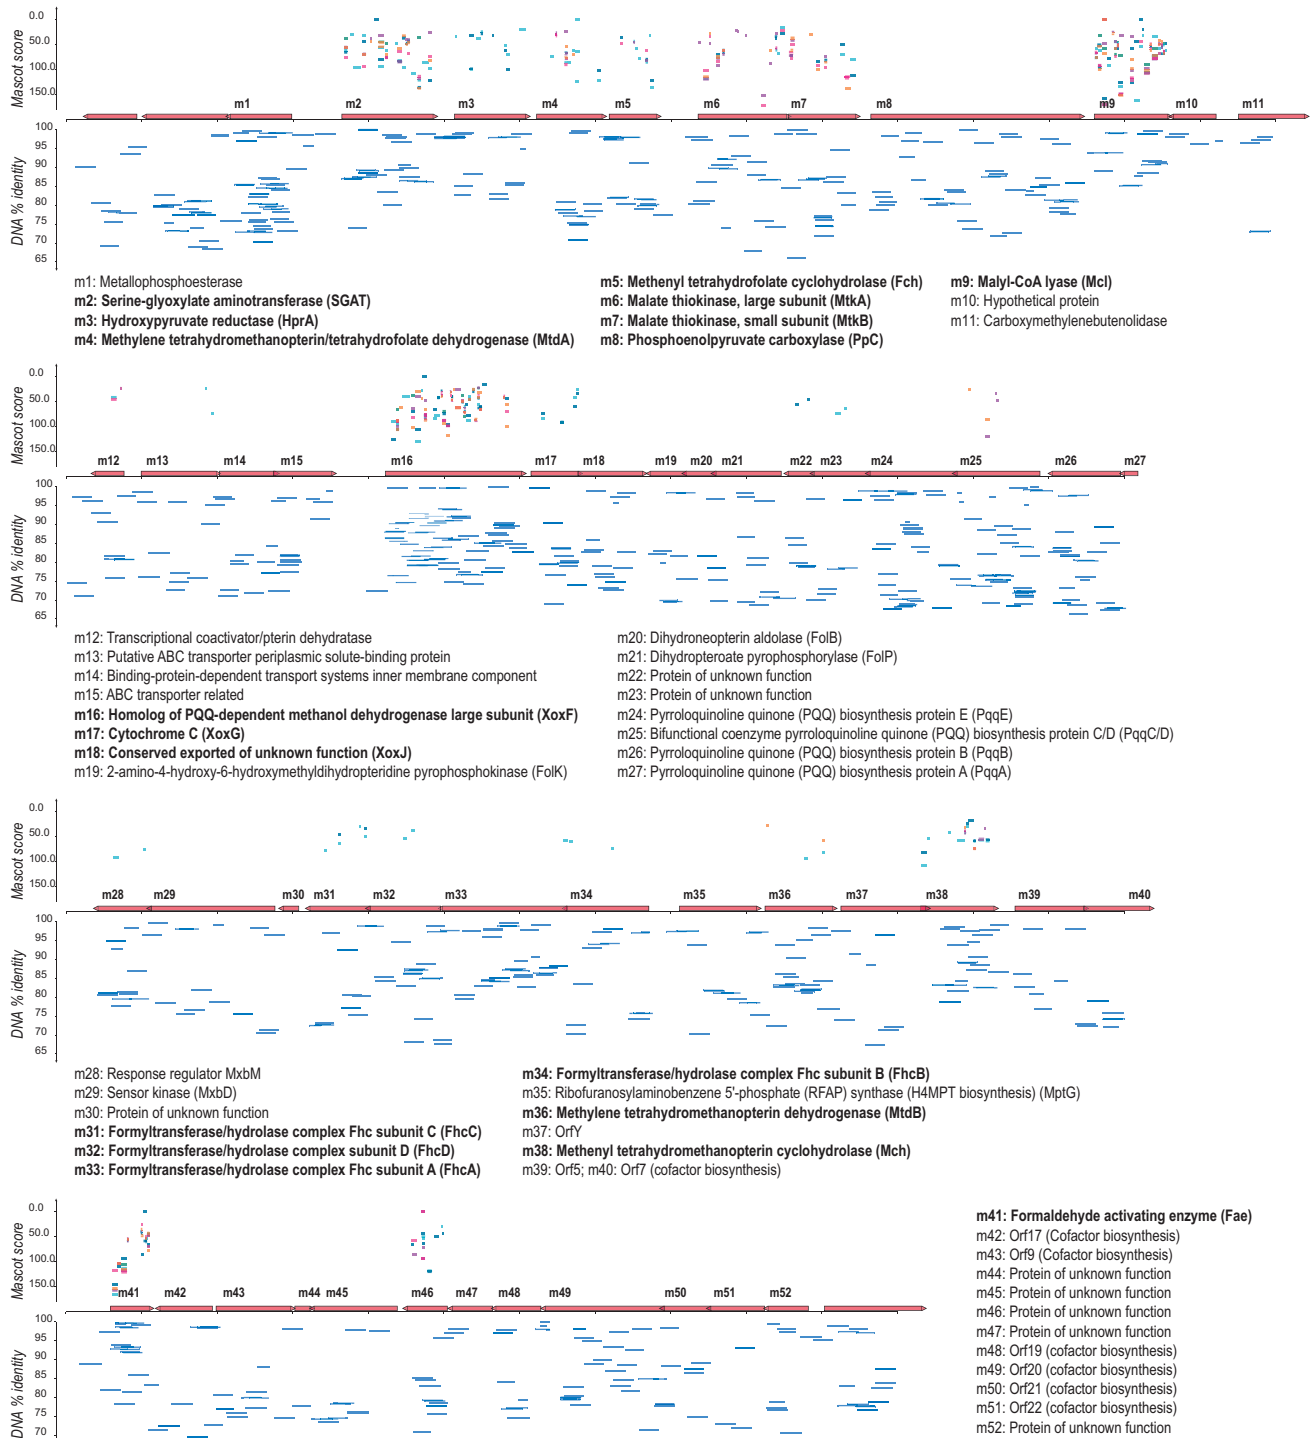 Mascot score
0.0
50.0
100.0
150.0
m1 m2 m3 m4 m5 m6 m7 m8 m9 m10 m11
DNA % identity
100
95
90
85
80
75
70
65
m1: Metallophosphoesterase
m2: Serine-glyoxylate aminotransferase (SGAT)
m3: Hydroxypyruvate reductase (HprA)
m4: Methylene tetrahydromethanopterin/tetrahydrofolate dehydrogenase (MtdA)
m5: Methenyl tetrahydrofolate cyclohydrolase (Fch)
m6: Malate thiokinase, large subunit (MtkA)
m7: Malate thiokinase, small subunit (MtkB)
m8: Phosphoenolpyruvate carboxylase (PpC)
m9: Malyl-CoA lyase (Mcl)
m10: Hypothetical protein
m11: Carboxymethylenebutenolidase
Mascot score
0.0
50.0
100.0
150.0
m12 m13 m14 m15 m16 m17 m18 m19 m20 m21 m22 m23 m24 m25 m26 m27
DNA % identity
100
95
90
85
80
75
70
65
m12: Transcriptional coactivator/pterin dehydratase
m13: Putative ABC transporter periplasmic solute-binding protein
m14: Binding-protein-dependent transport systems inner membrane component
m15: ABC transporter related
m16: Homolog of PQQ-dependent methanol dehydrogenase large subunit (XoxF)
m17: Cytochrome C (XoxG)
m18: Conserved exported of unknown function (XoxJ)
m19: 2-amino-4-hydroxy-6-hydroxymethyldihydropteridine pyrophosphokinase (FolK)
m20: Dihydroneopterin aldolase (FolB)
m21: Dihydropteroate pyrophosphorylase (FolP)
m22: Protein of unknown function
m23: Protein of unknown function
m24: Pyrroloquinoline quinone (PQQ) biosynthesis protein E (PqqE)
m25: Bifunctional coenzyme pyrroloquinoline quinone (PQQ) biosynthesis protein C/D (PqqC/D)
m26: Pyrroloquinoline quinone (PQQ) biosynthesis protein B (PqqB)
m27: Pyrroloquinoline quinone (PQQ) biosynthesis protein A (PqqA)
Mascot score
0.0
50.0
100.0
150.0
m28 m29 m30 m31 m32 m33 m34 m35 m36 m37 m38 m39 m40
DNA % identity
100
95
90
85
80
75
70
65
m28: Response regulator MxbM
m29: Sensor kinase (MxbD)
m30: Protein of unknown function
m31: Formyltransferase/hydrolase complex Fhc subunit C (FhcC)
m32: Formyltransferase/hydrolase complex subunit D (FhcD)
m33: Formyltransferase/hydrolase complex Fhc subunit A (FhcA)
m34: Formyltransferase/hydrolase complex Fhc subunit B (FhcB)
m35: Ribofuranosylaminobenzene 5'-phosphate (RFAP) synthase (H4MPT biosynthesis) (MptG)
m36: Methylene tetrahydromethanopterin dehydrogenase (MtdB)
m37: OrfY
m38: Methenyl tetrahydromethanopterin cyclohydrolase (Mch)
m39: Orf5; m40: Orf7 (cofactor biosynthesis)
Mascot score
0.0
50.0
100.0
150.0
m41 m42 m43 m44 m45 m46 m47 m48 m49 m50 m51 m52
DNA % identity
100
95
90
85
80
75
70
m41: Formaldehyde activating enzyme (Fae)
m42: Orf17 (Cofactor biosynthesis)
m43: Orf9 (Cofactor biosynthesis)
m44: Protein of unknown function
m45: Protein of unknown function
m46: Protein of unknown function
m47: Protein of unknown function
m48: Orf19 (cofactor biosynthesis)
m49: Orf20 (cofactor biosynthesis)
m50: Orf21 (cofactor biosynthesis)
m51: Orf22 (cofactor biosynthesis)
m52: Protein of unknown function